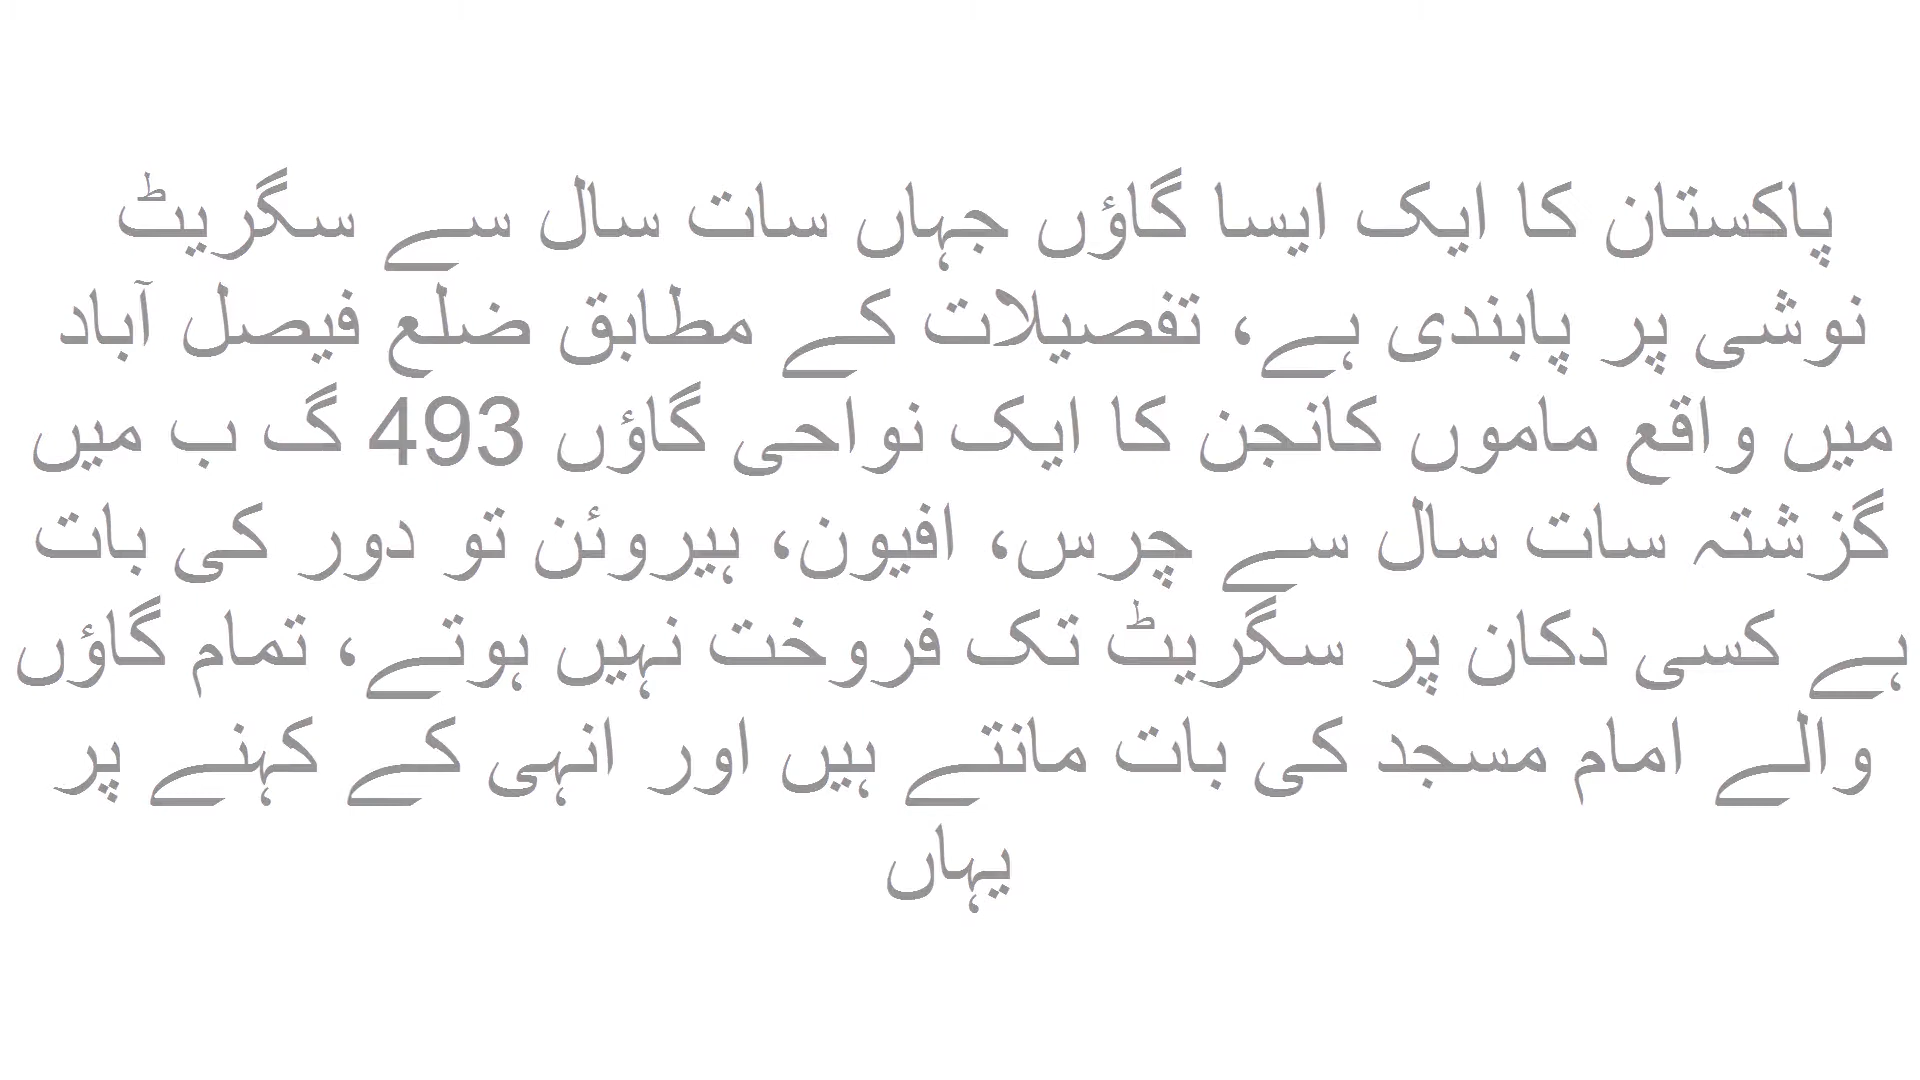 پاکستان کا ایک ایسا گاؤں جہاں سات سال سے سگریٹ
نوشی پر پابندی ہے، تفصیلات کے مطابق ضلع فیصل آباد
میں واقع ماموں کانجن کا ایک نواحی گاؤں 493 گ ب میں
گزشتہ سات سال سے چرس، افیون، ہیروئن تو دور کی بات
ہے کسی دکان پر سگریٹ تک فروخت نہیں ہوتے، تمام گاؤں
والے امام مسجد کی بات مانتے ہیں اور انہی کے کہنے پر
یہاں